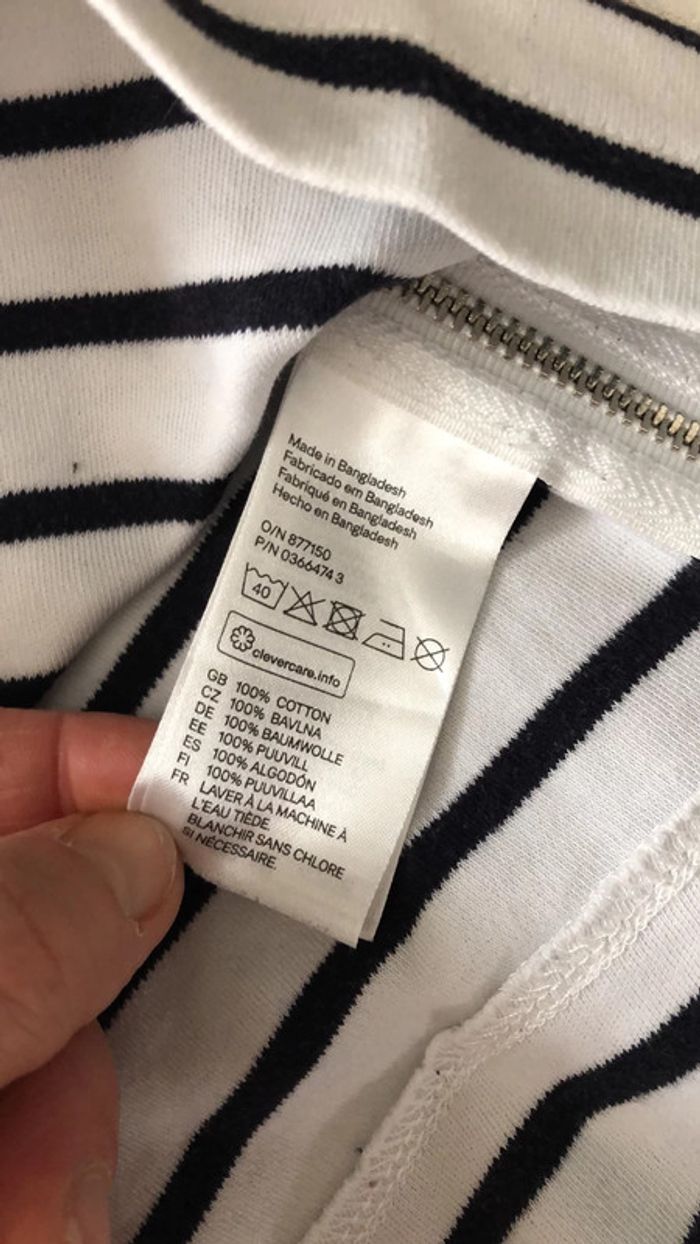 Made in Bangladesh
Fabricado em Bangladesh
Fabriqué en Bangladesh
Hecho en Bangladesh
O/N 877150
P/N 0366474 3
40
clevercare.info
GB 100% COTTON
CZ 100% BAVLNA
DE 100% BAUMWOLLE
EE 100% PUUVILL
ES 100% ALGODÓN
FI 100% PUUVILLAA
FR LAVER À LA MACHINE À
L'EAU TIÈDE.
BLANCHIR SANS CHLORE
SI NÉCESSAIRE.